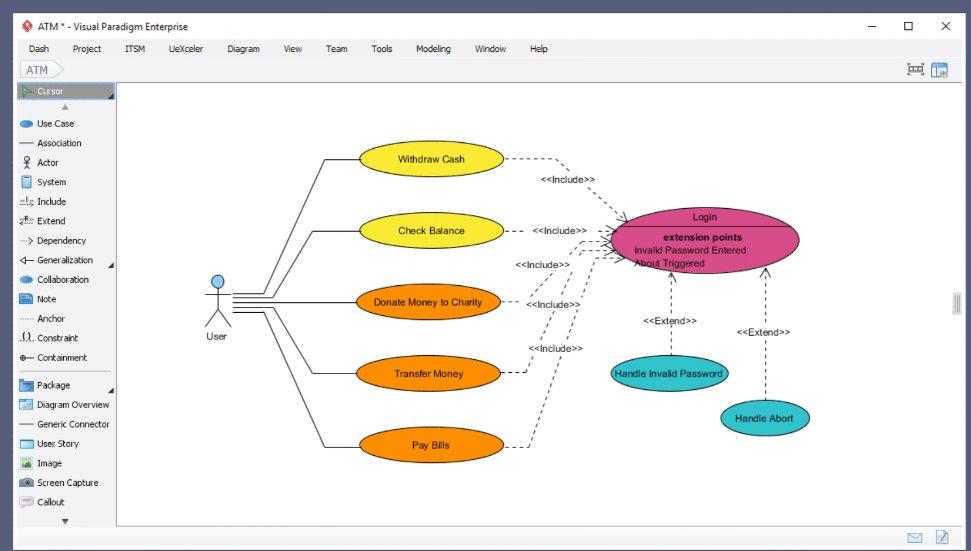 ATM * - Visual Paradigm Enterprise
Dash Project ITSM UeXceler Diagram View Team Tools Modeling Window Help
ATM
Cursor
Use Case
Association
Actor
System
Include
Extend
Dependency
Generalization
Collaboration
Note
Anchor
Constraint
Containment
Package
Diagram Overview
Generic Connector
User Story
Image
Screen Capture
Callout
User
Withdraw Cash
Check Balance
Donate Money to Charity
Transfer Money
Pay Bills
<<Include>>
<<Include>>
<<Include>>
<<Include>>
<<Include>>
Login
extension points
Invalid Password Entered
About Triggered
<<Extend>>
<<Extend>>
Handle Invalid Password
Handle Abort